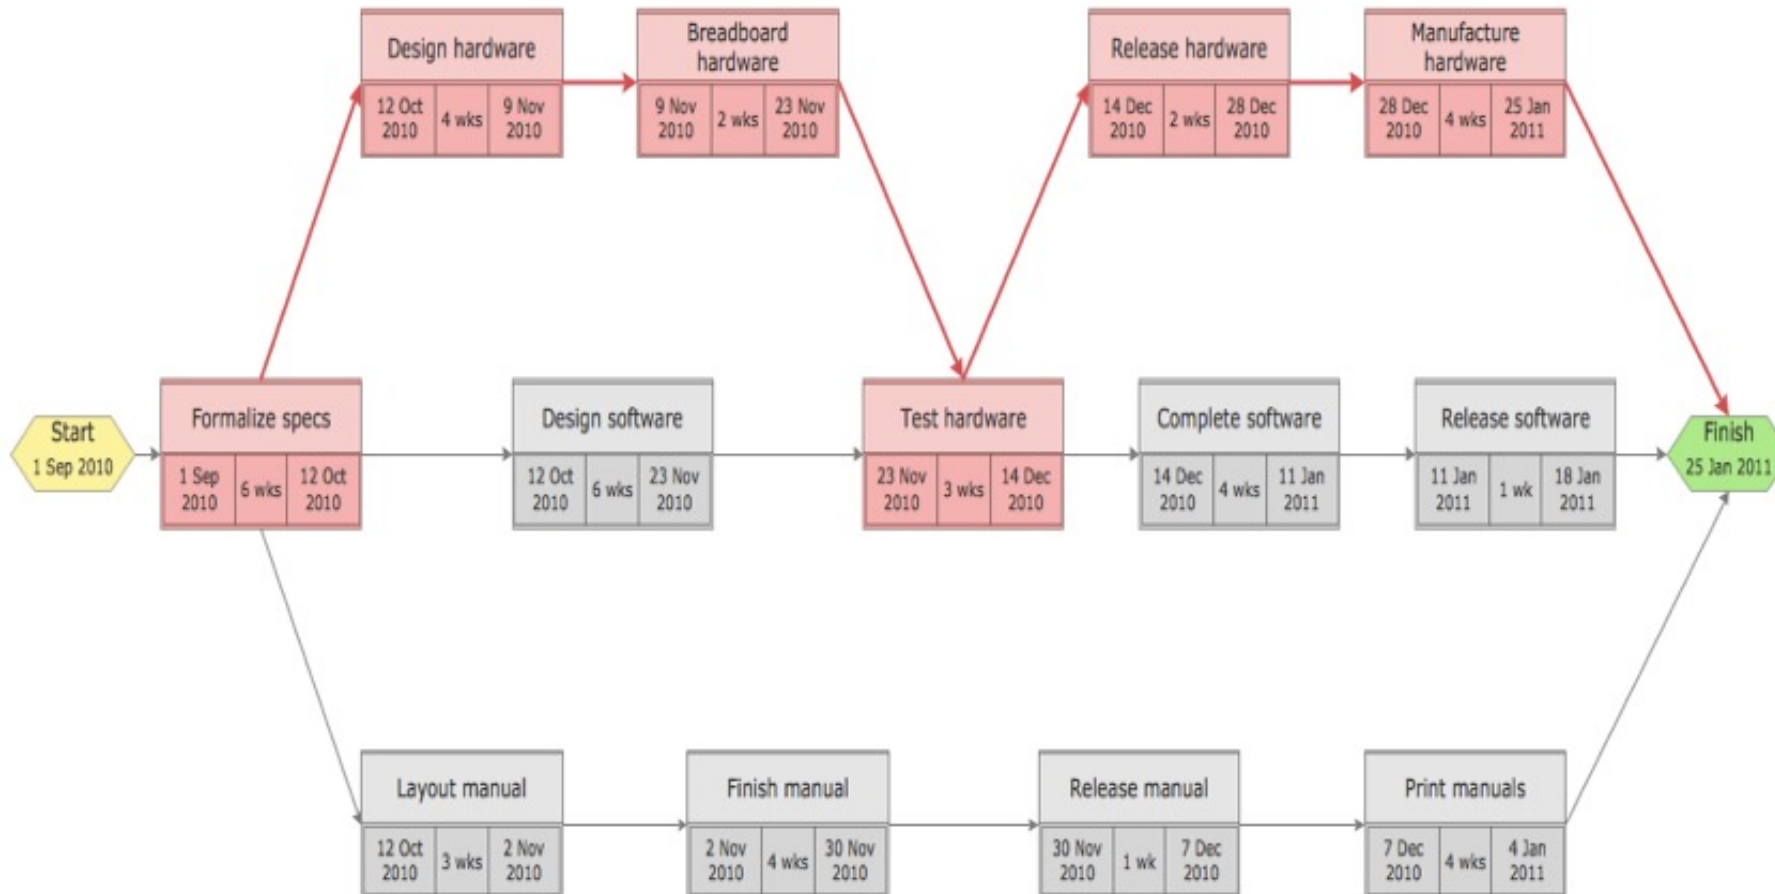 Design hardware
12 Oct 2010
4 wks
9 Nov 2010
Breadboard
hardware
9 Nov 2010
2 wks
23 Nov 2010
Release hardware
14 Dec 2010
2 wks
28 Dec 2010
Manufacture
hardware
28 Dec 2010
4 wks
25 Jan 2011
Start
1 Sep 2010
Formalize specs
1 Sep 2010
6 wks
12 Oct 2010
Design software
12 Oct 2010
6 wks
23 Nov 2010
Test hardware
23 Nov 2010
3 wks
14 Dec 2010
Complete software
14 Dec 2010
4 wks
11 Jan 2011
Release software
11 Jan 2011
1 wk
18 Jan 2011
Finish
25 Jan 2011
Layout manual
12 Oct 2010
3 wks
2 Nov 2010
Finish manual
2 Nov 2010
4 wks
30 Nov 2010
Release manual
30 Nov 2010
1 wk
7 Dec 2010
Print manuals
7 Dec 2010
4 wks
4 Jan 2011